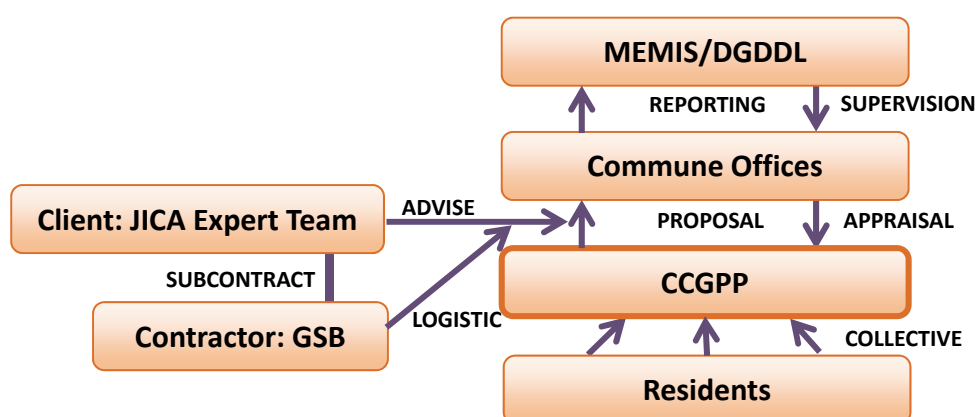 MEMIS/DGDDL
REPORTING
SUPERVISION
Commune Offices
Client: JICA Expert Team
ADVISE
PROPOSAL
APPRAISAL
SUBCONTRACT
CCGPP
Contractor: GSB
LOGISTIC
COLLECTIVE
Residents